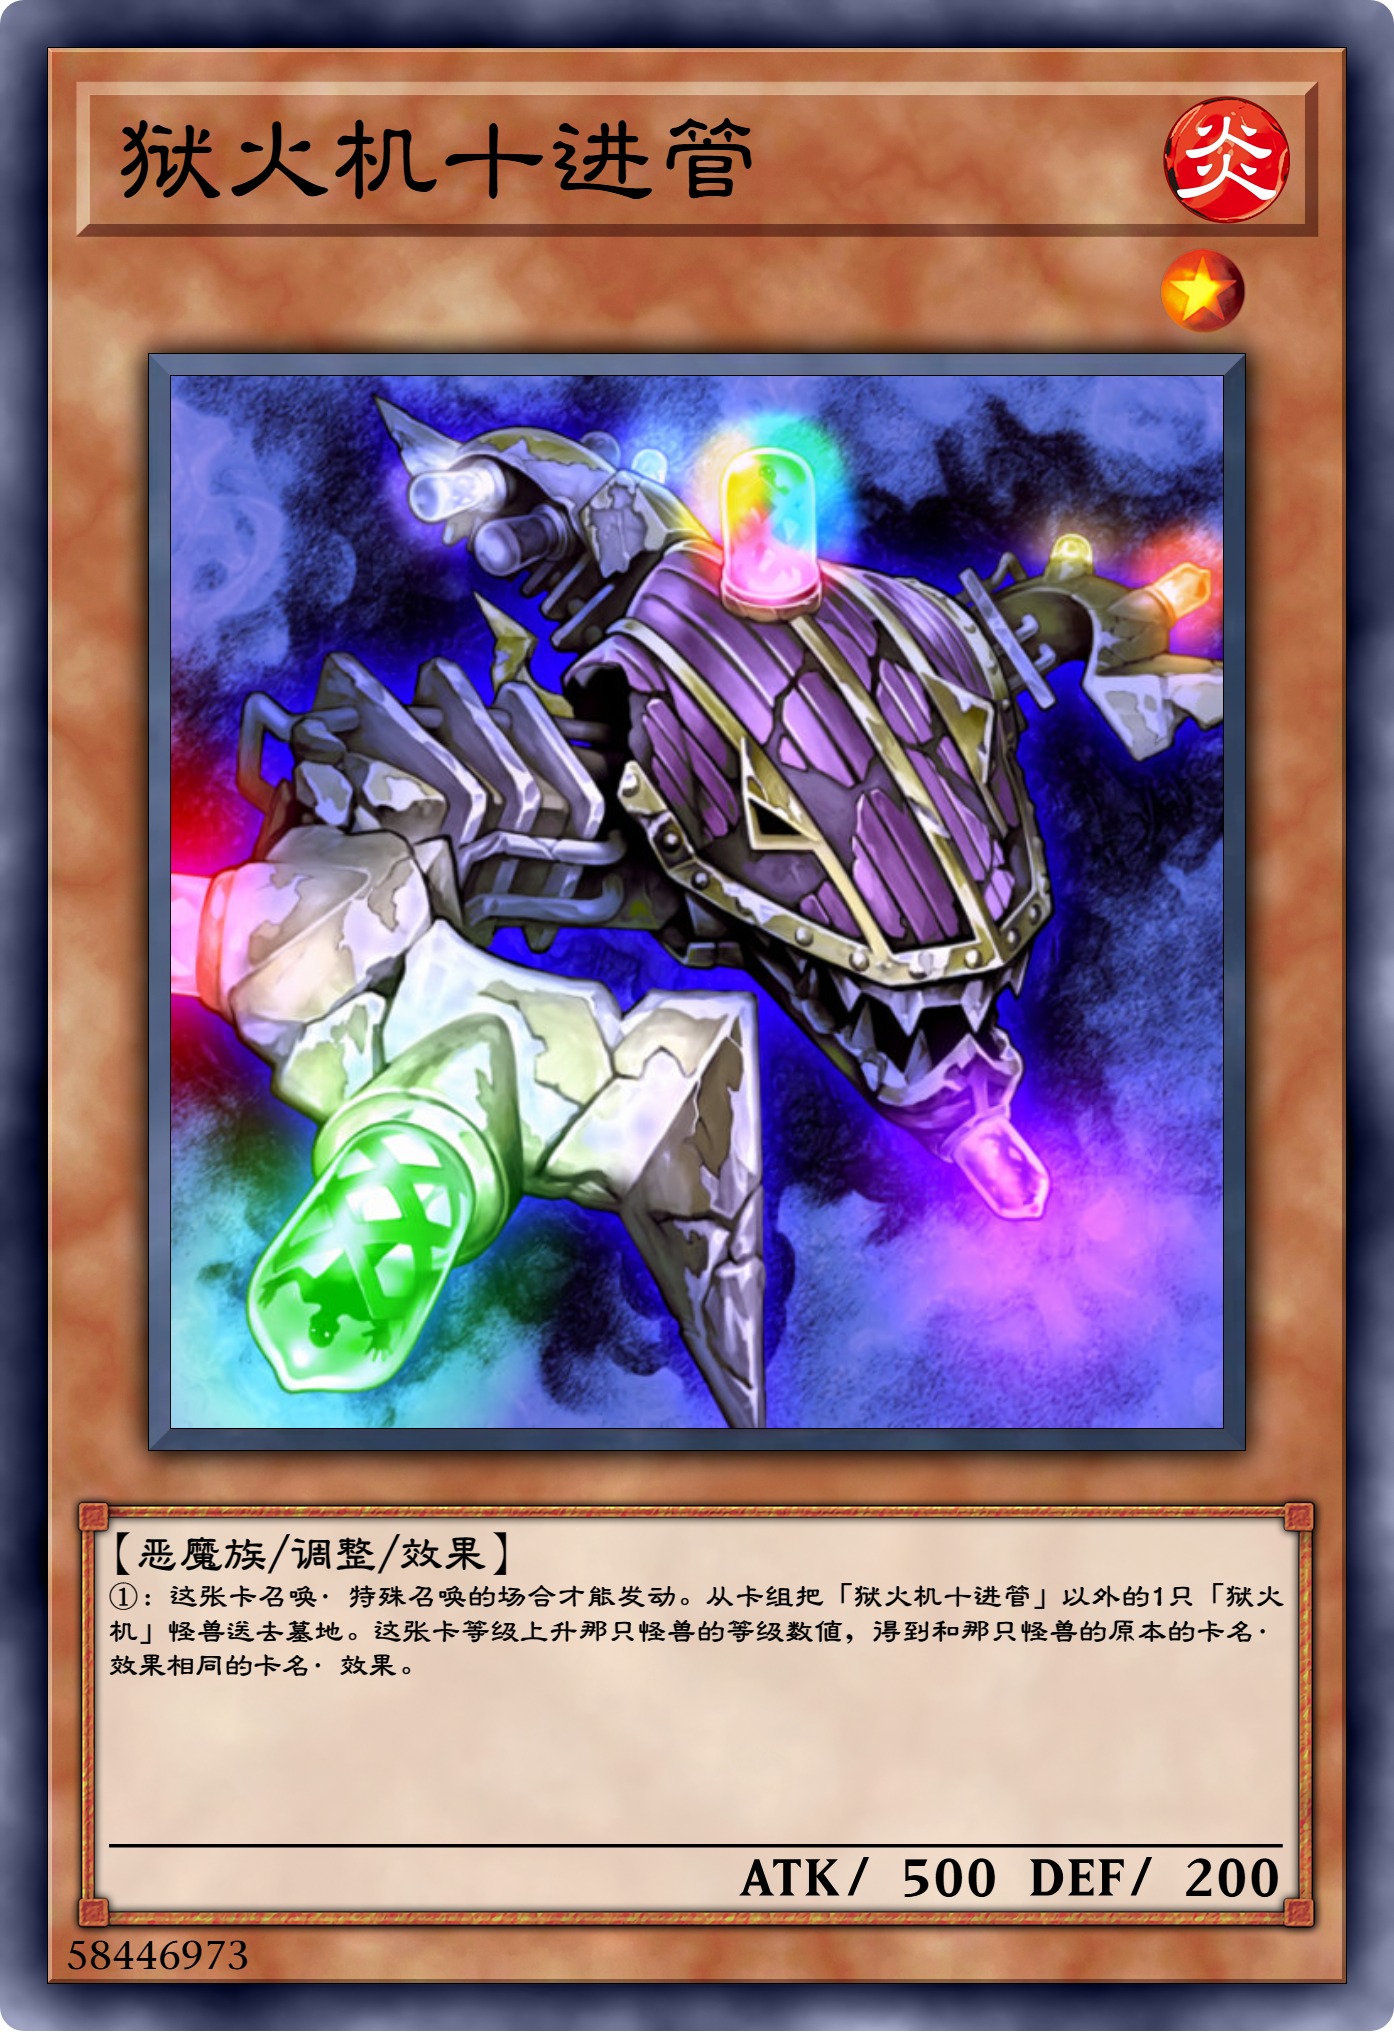 狱火机十进管
炎
【恶魔族/调整/效果】
①：这张卡召唤·特殊召唤的场合才能发动。从卡组把「狱火机十进管」以外的1只「狱火
机」怪兽送去墓地。这张卡等级上升那只怪兽的等级数值，得到和那只怪兽的原本的卡名·
效果相同的卡名·效果。
ATK/ 500 DEF/ 200
58446973